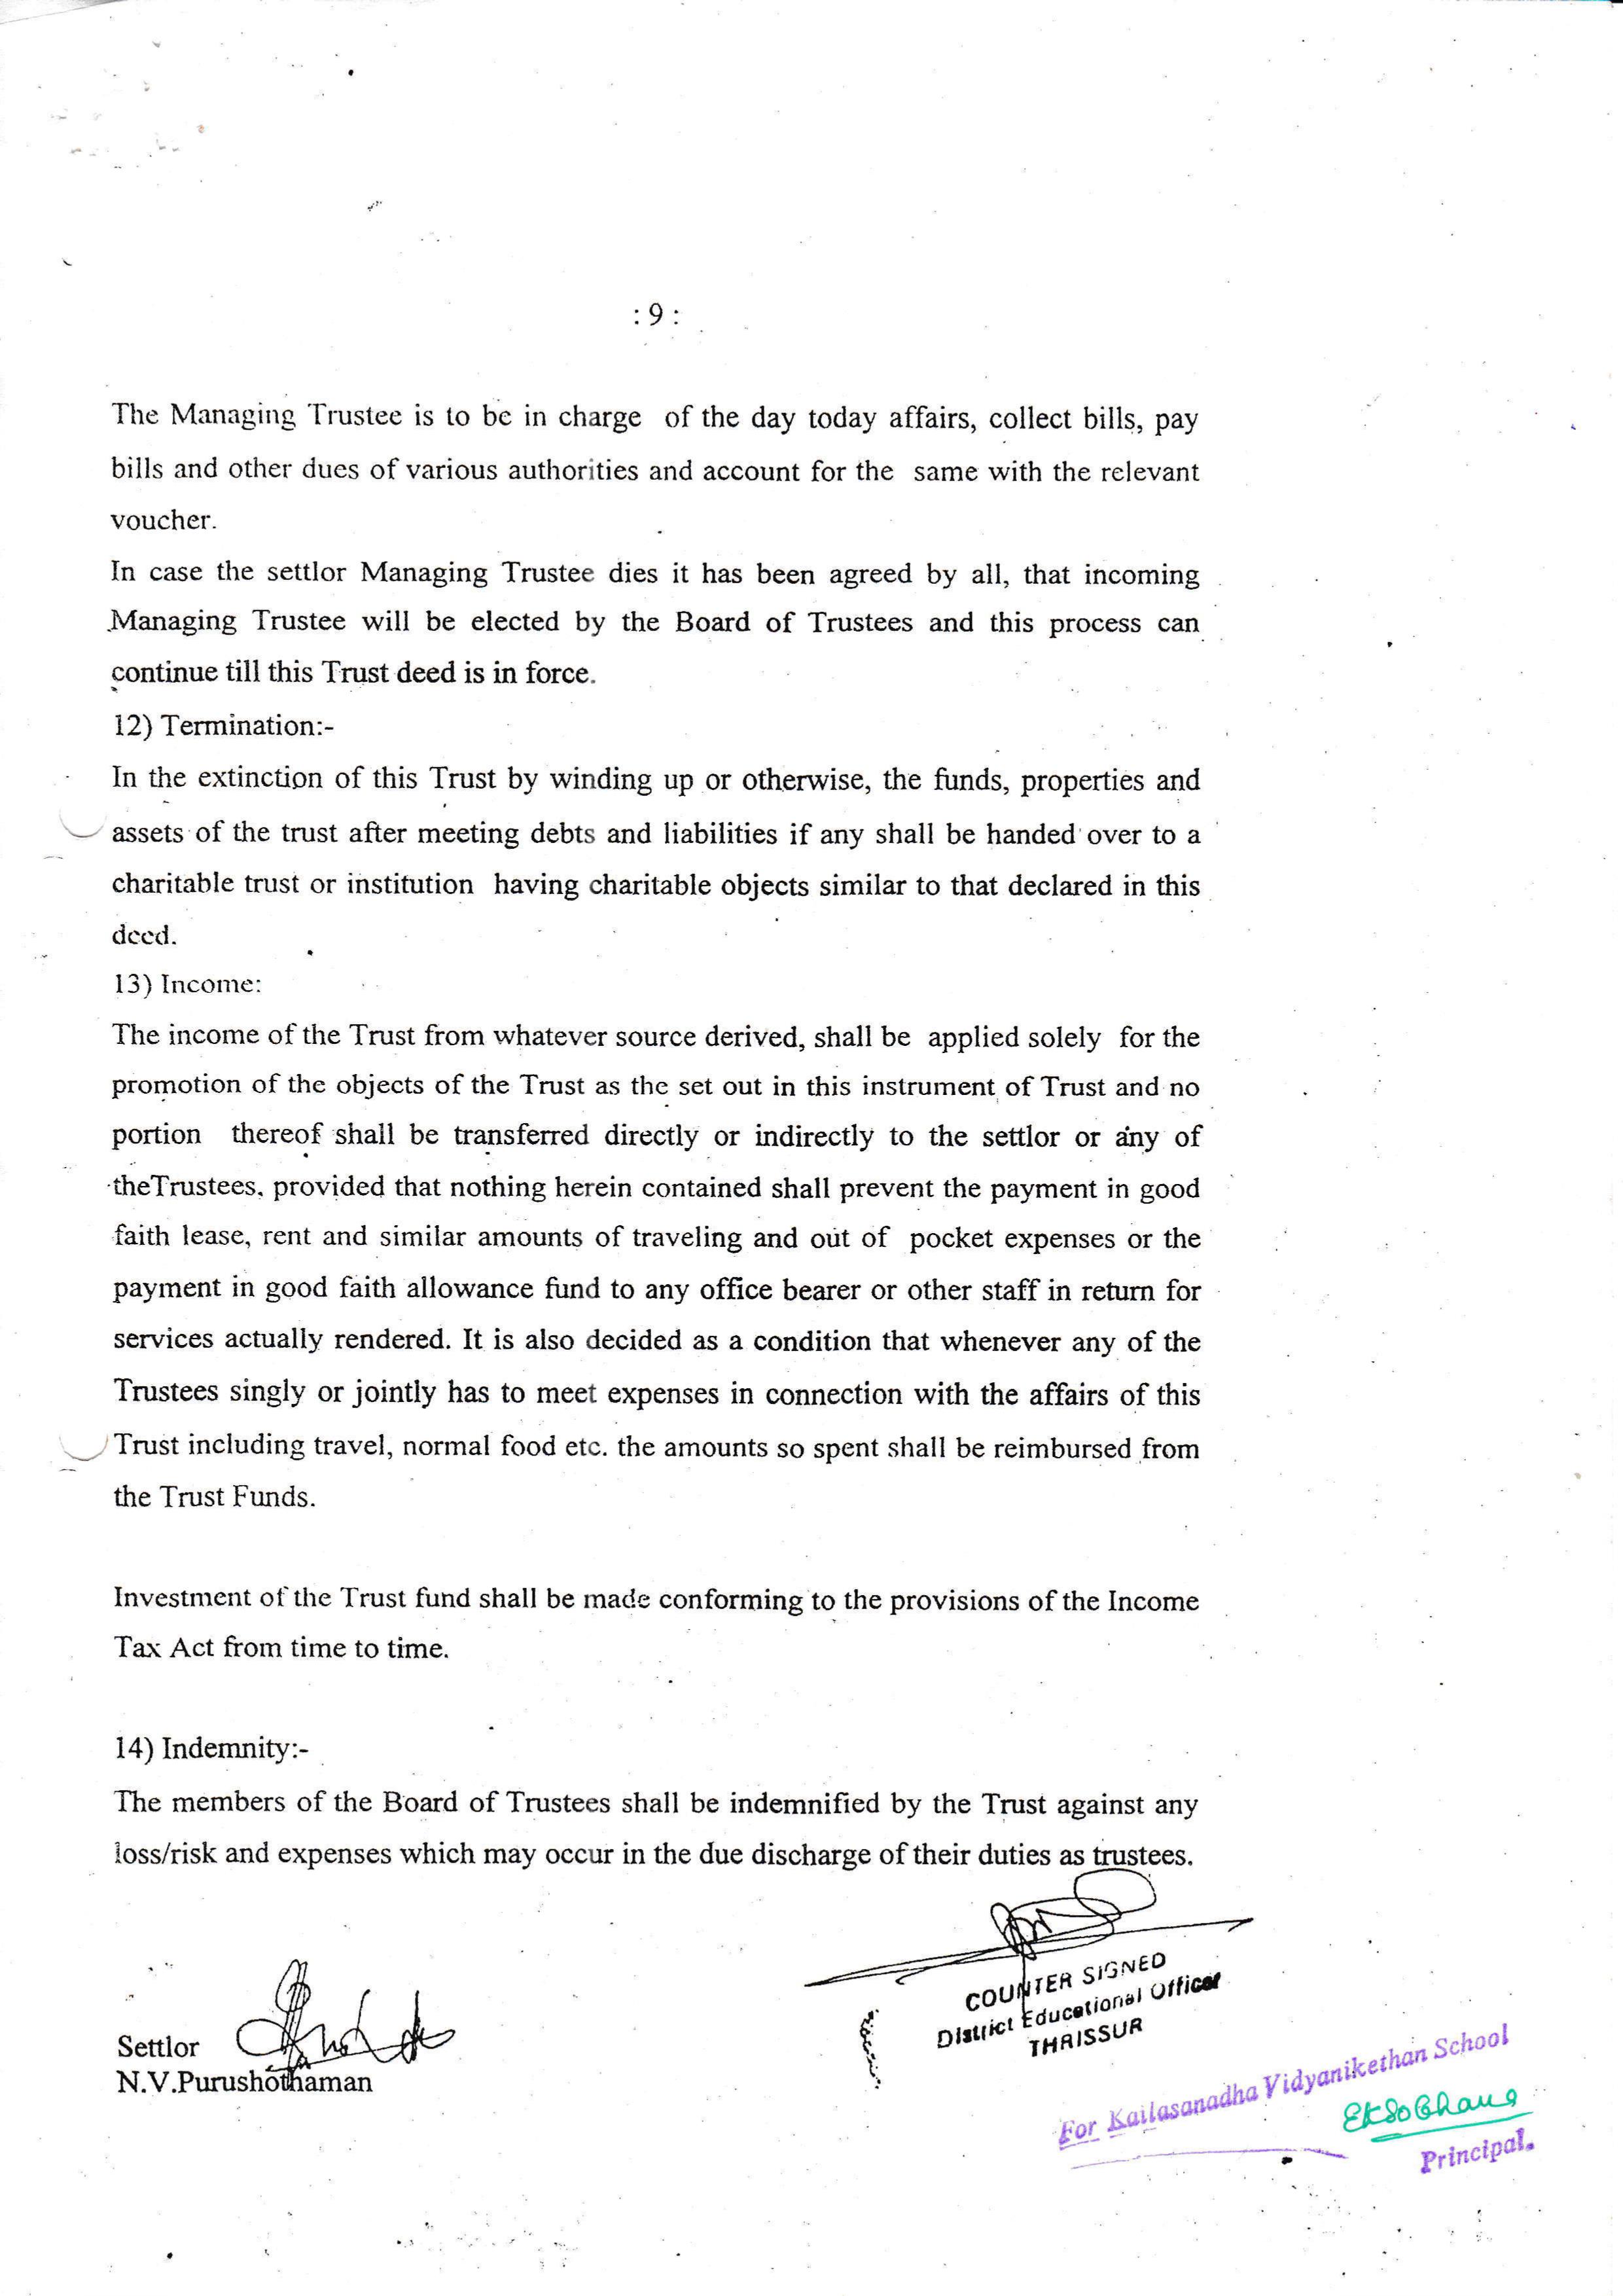 : 9 :
The Managing Trustee is to be in charge of the day today affairs, collect bills, pay
bills and other dues of various authorities and account for the same with the relevant
voucher.
In case the settlor Managing Trustee dies it has been agreed by all, that incoming
Managing Trustee will be elected by the Board of Trustees and this process can
continue till this Trust deed is in force.
12) Termination:-
In the extinction of this Trust by winding up or otherwise, the funds, properties and
assets of the trust after meeting debts and liabilities if any shall be handed over to a
charitable trust or institution having charitable objects similar to that declared in this
deed.
13) Income:
The income of the Trust from whatever source derived, shall be applied solely for the
promotion of the objects of the Trust as the set out in this instrument of Trust and no
portion thereof shall be transferred directly or indirectly to the settlor or any of
theTrustees, provided that nothing herein contained shall prevent the payment in good
faith lease, rent and similar amounts of traveling and out of pocket expenses or the
payment in good faith allowance fund to any office bearer or other staff in return for
services actually rendered. It is also decided as a condition that whenever any of the
Trustees singly or jointly has to meet expenses in connection with the affairs of this
Trust including travel, normal food etc. the amounts so spent shall be reimbursed from
the Trust Funds.
Investment of the Trust fund shall be made conforming to the provisions of the Income
Tax Act from time to time.
14) Indemnity:-
The members of the Board of Trustees shall be indemnified by the Trust against any
loss/risk and expenses which may occur in the due discharge of their duties as trustees.
COUNTER SIGNED
District Educational Officer
THRISSUR
Settlor
N.V.Purushothaman
For Kailasanadha Vidyanikethan School
Principal.